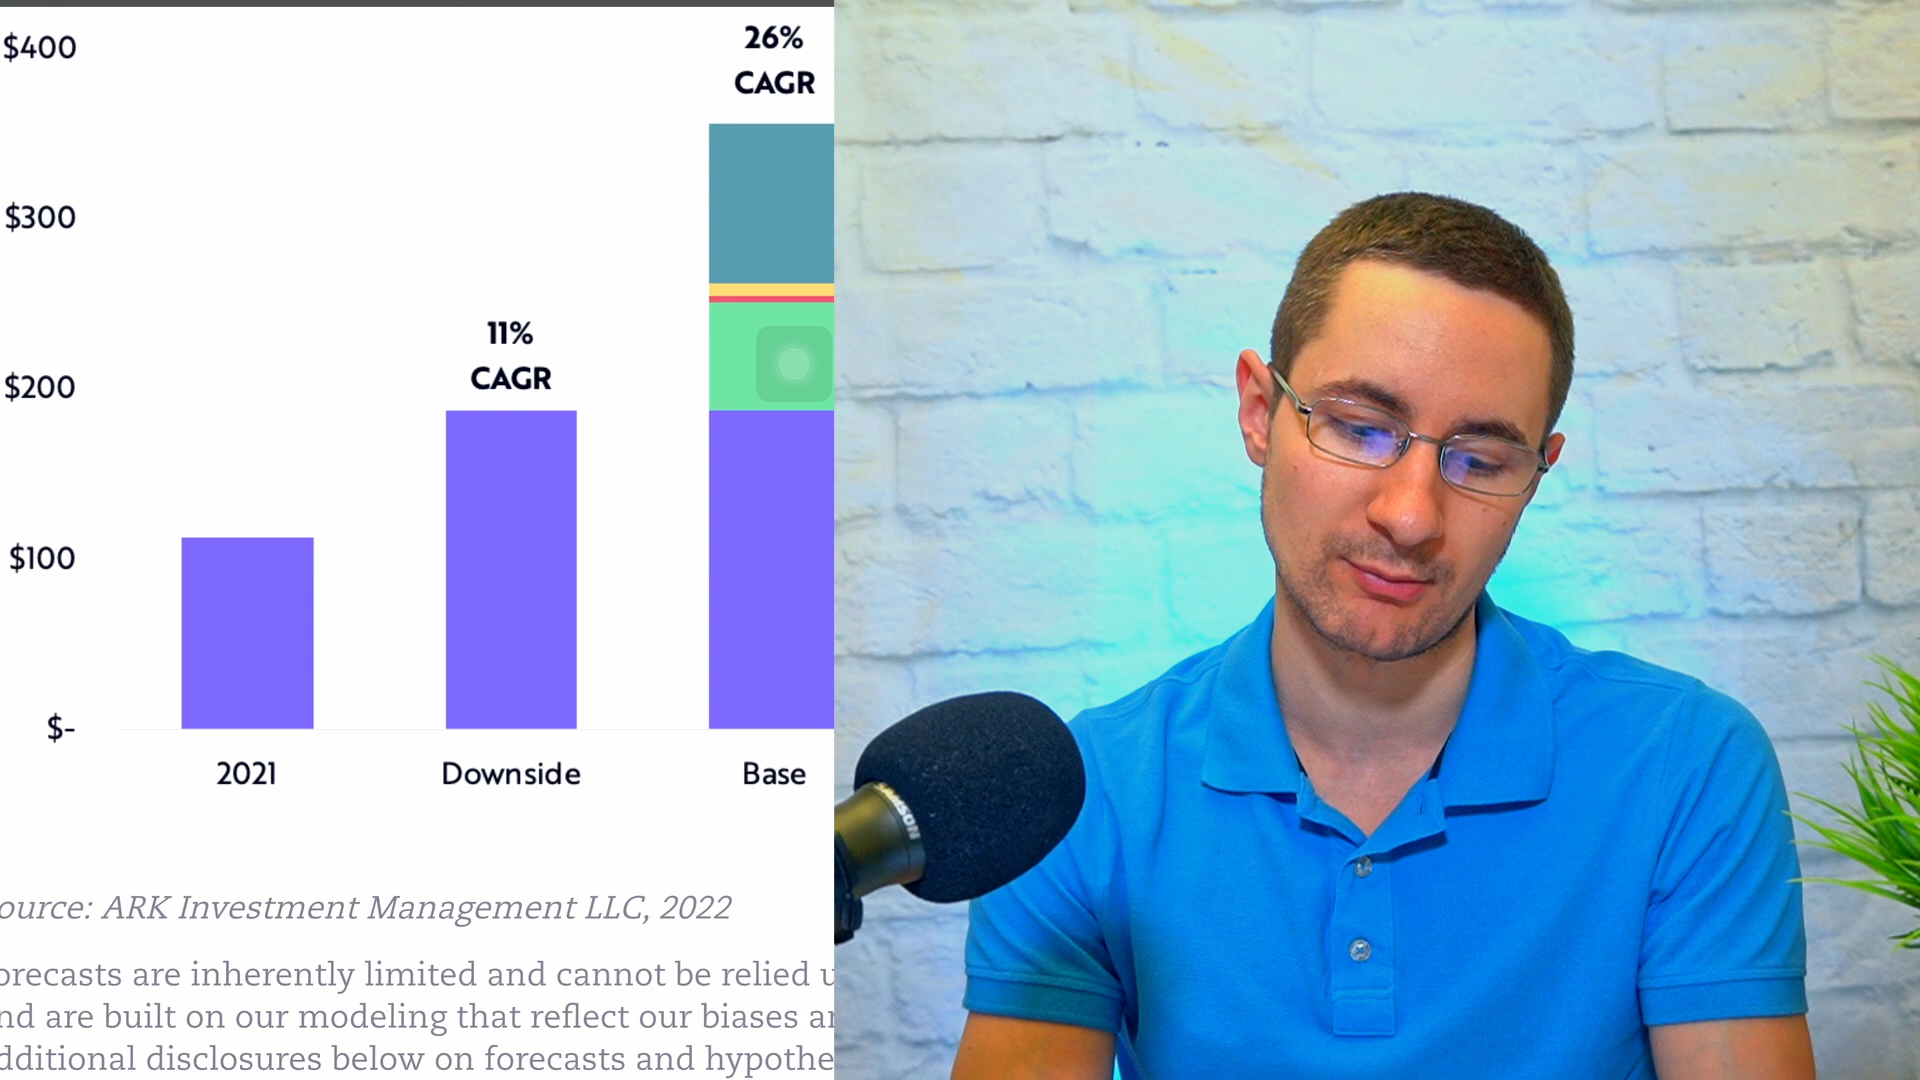 $400
26%
CAGR
$300
11%
CAGR
$200
$100
$-
2021 Downside Base
ource: ARK Investment Management LLC, 2022
orecasts are inherently limited and cannot be relied
nd are built on our modeling that reflect our biases
dditional disclosures below on forecasts and
SAMSON